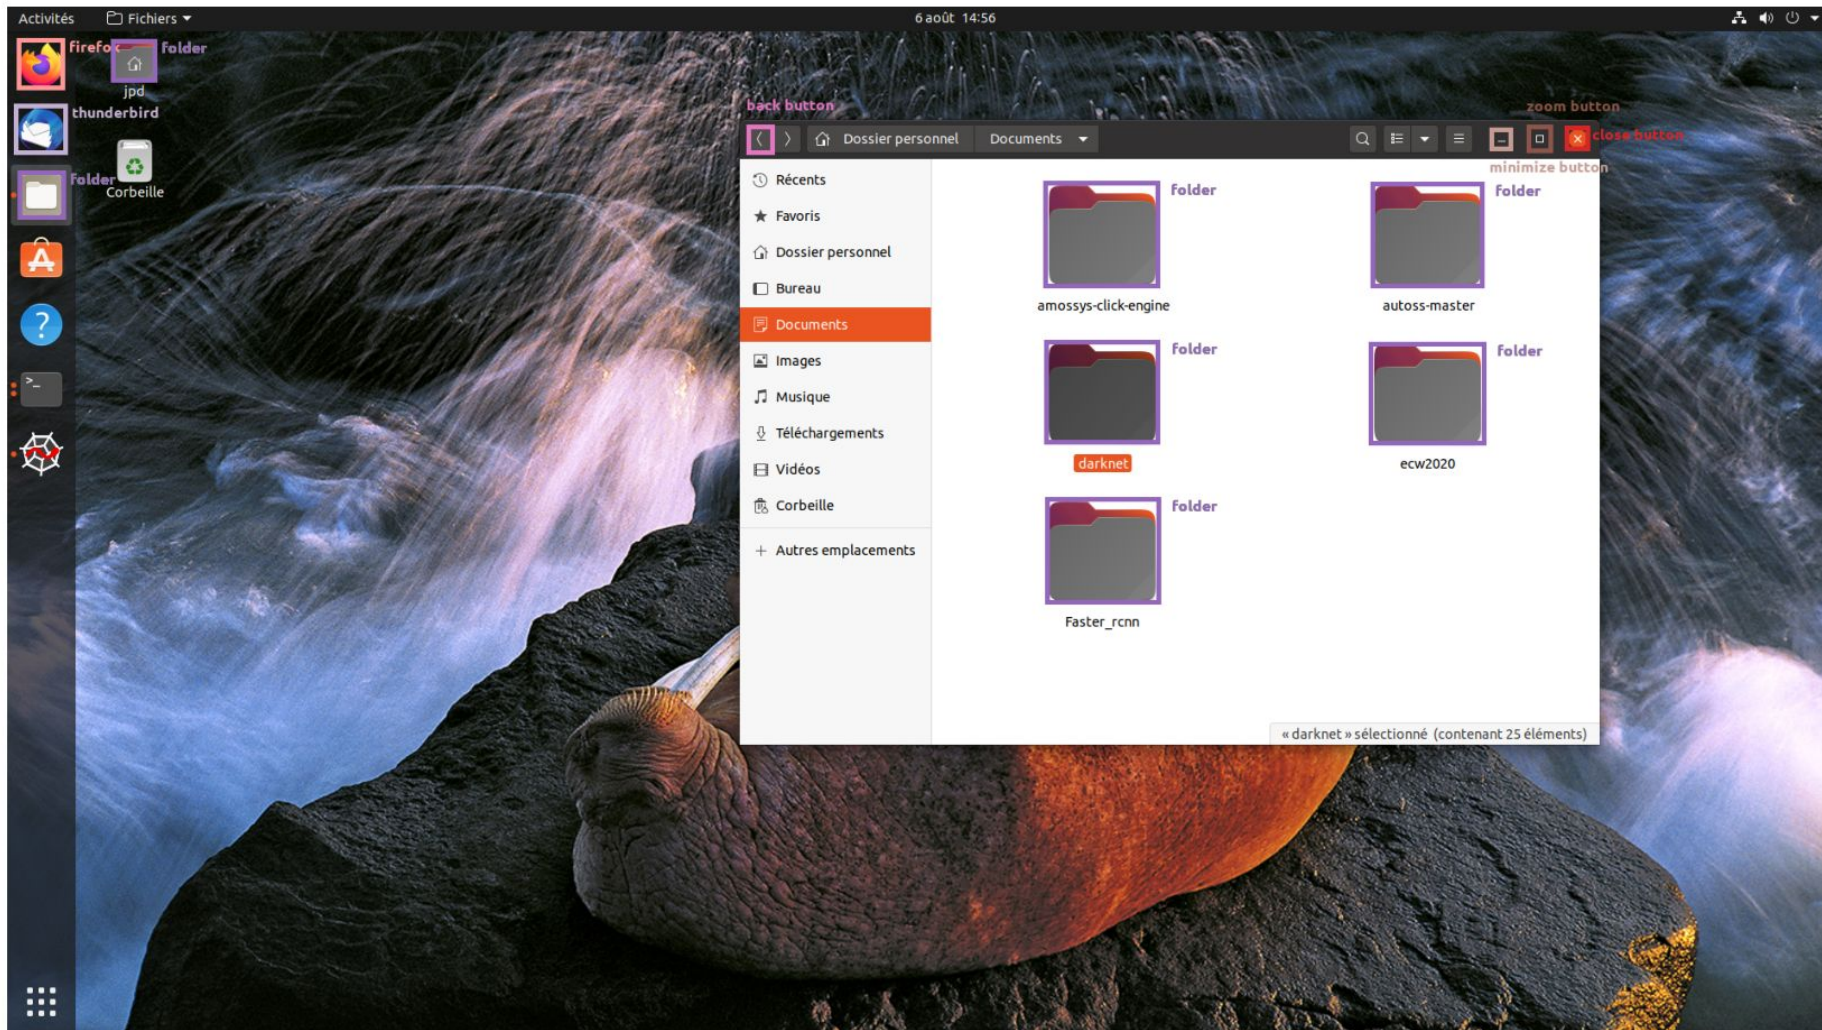 Activités Fichiers 6 août 14:56
firefox folder
jpd
thunderbird
folder
Corbeille
back button zoom button
Dossier personnel Documents close button
minimize button
Récents
Favoris
Dossier personnel
Bureau
Documents
Images
Musique
Téléchargements
Vidéos
Corbeille
Autres emplacements
folder folder
amossys-click-engine autoss-master
folder folder
darknet ecw2020
folder
Faster_rcnn
« darknet » sélectionné (contenant 25 éléments)